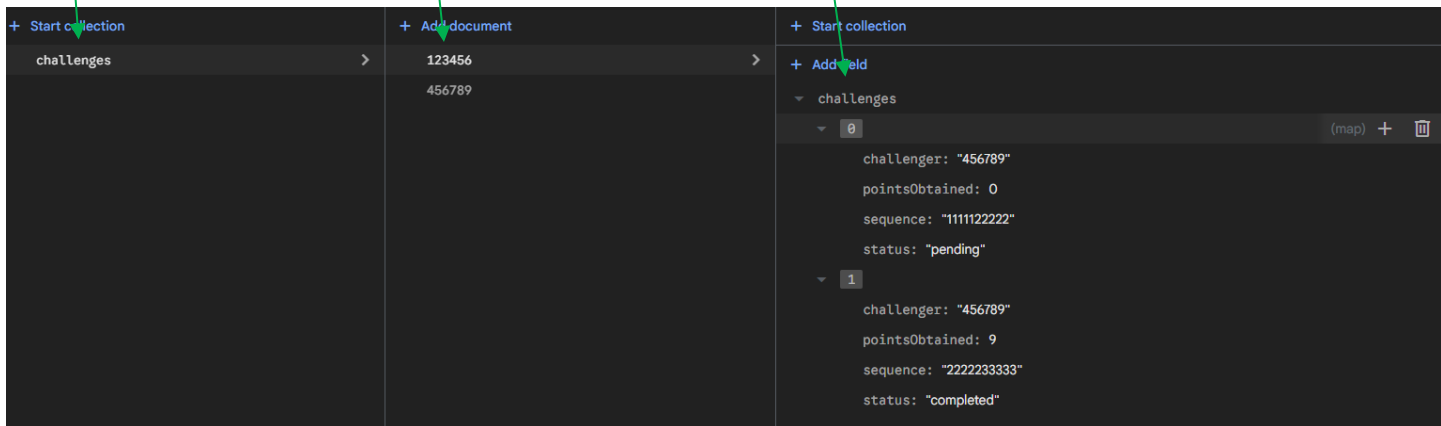 + Start collection
challenges
+ Add document
123456
456789
+ Start collection
+ Add field
challenges
0 (map) +
challenger: "456789"
pointsObtained: 0
sequence: "1111122222"
status: "pending"
1
challenger: "456789"
pointsObtained: 9
sequence: "2222233333"
status: "completed"